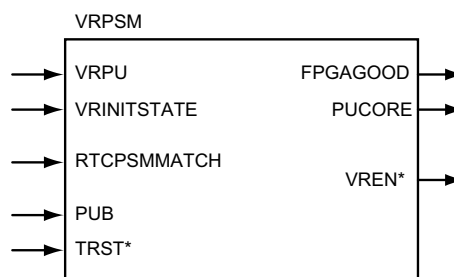 VRPSM
VRPU
FPGAGOOD
VRINITSTATE
PUCORE
RTCPSMMATCH
VREN*
PUB
TRST*